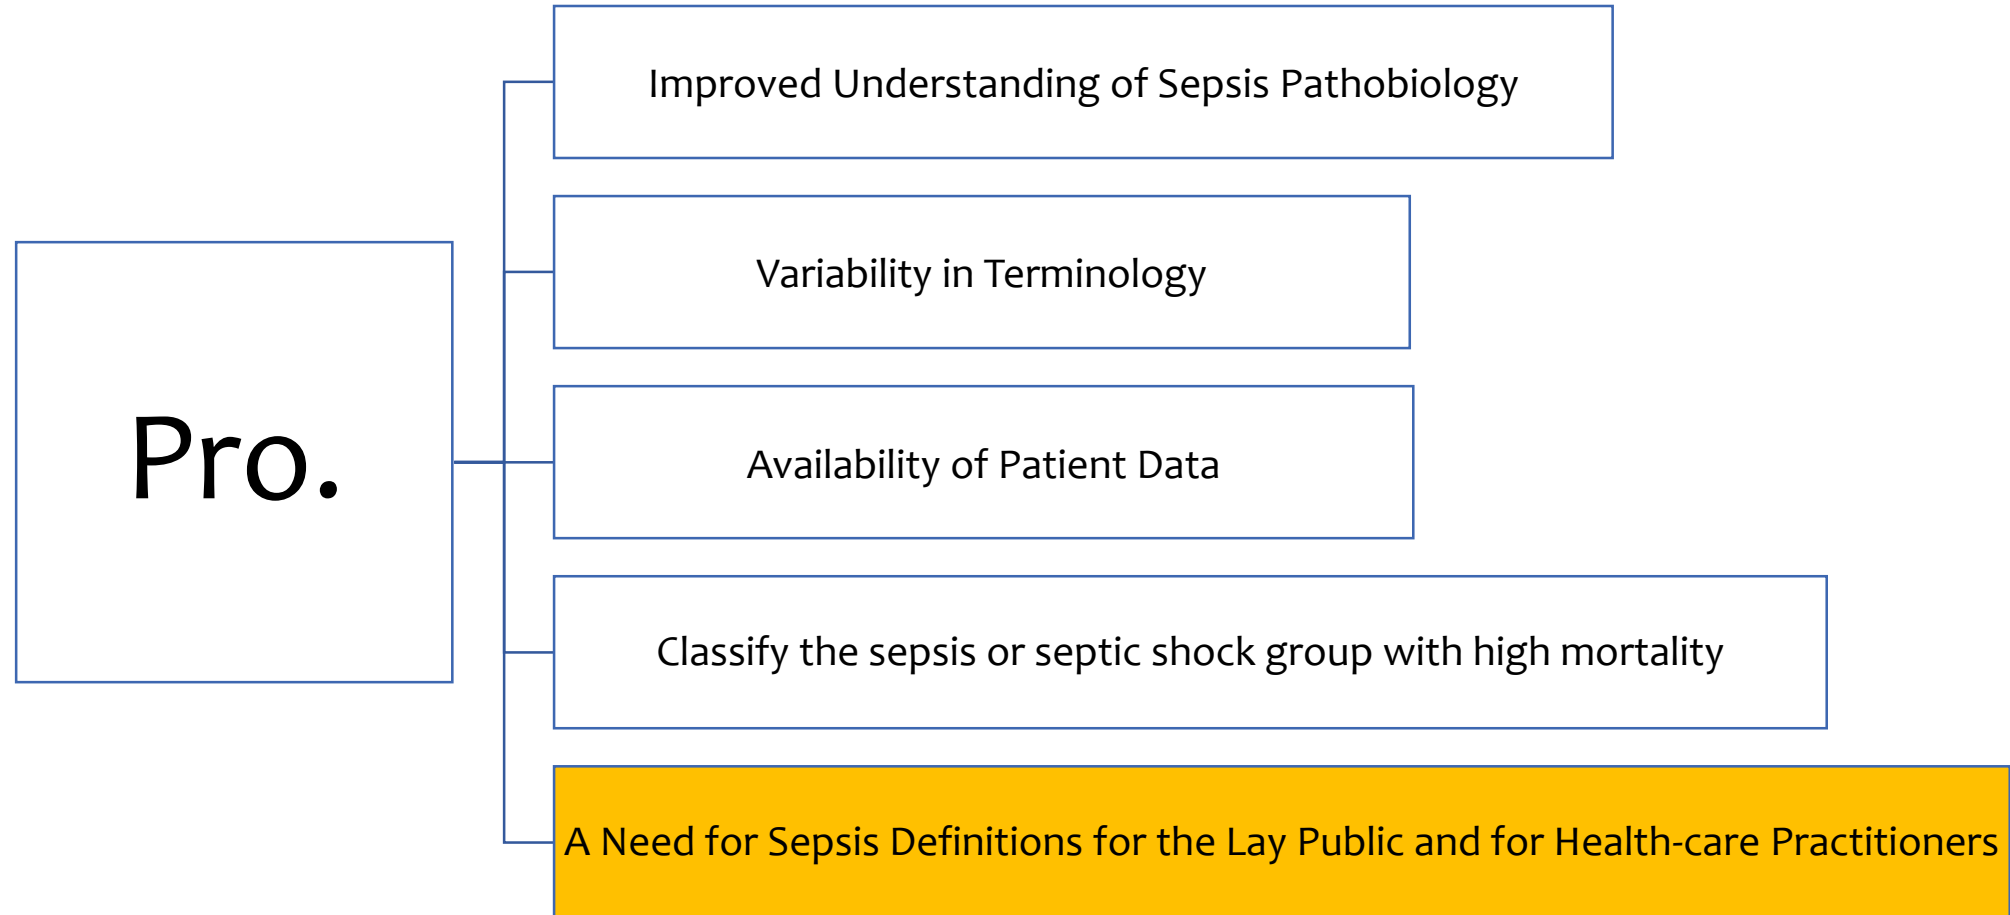 Improved Understanding of Sepsis Pathobiology
Variability in Terminology
Pro.
Availability of Patient Data
Classify the sepsis or septic shock group with high mortality
A Need for Sepsis Definitions for the Lay Public and for Health-care Practitioners